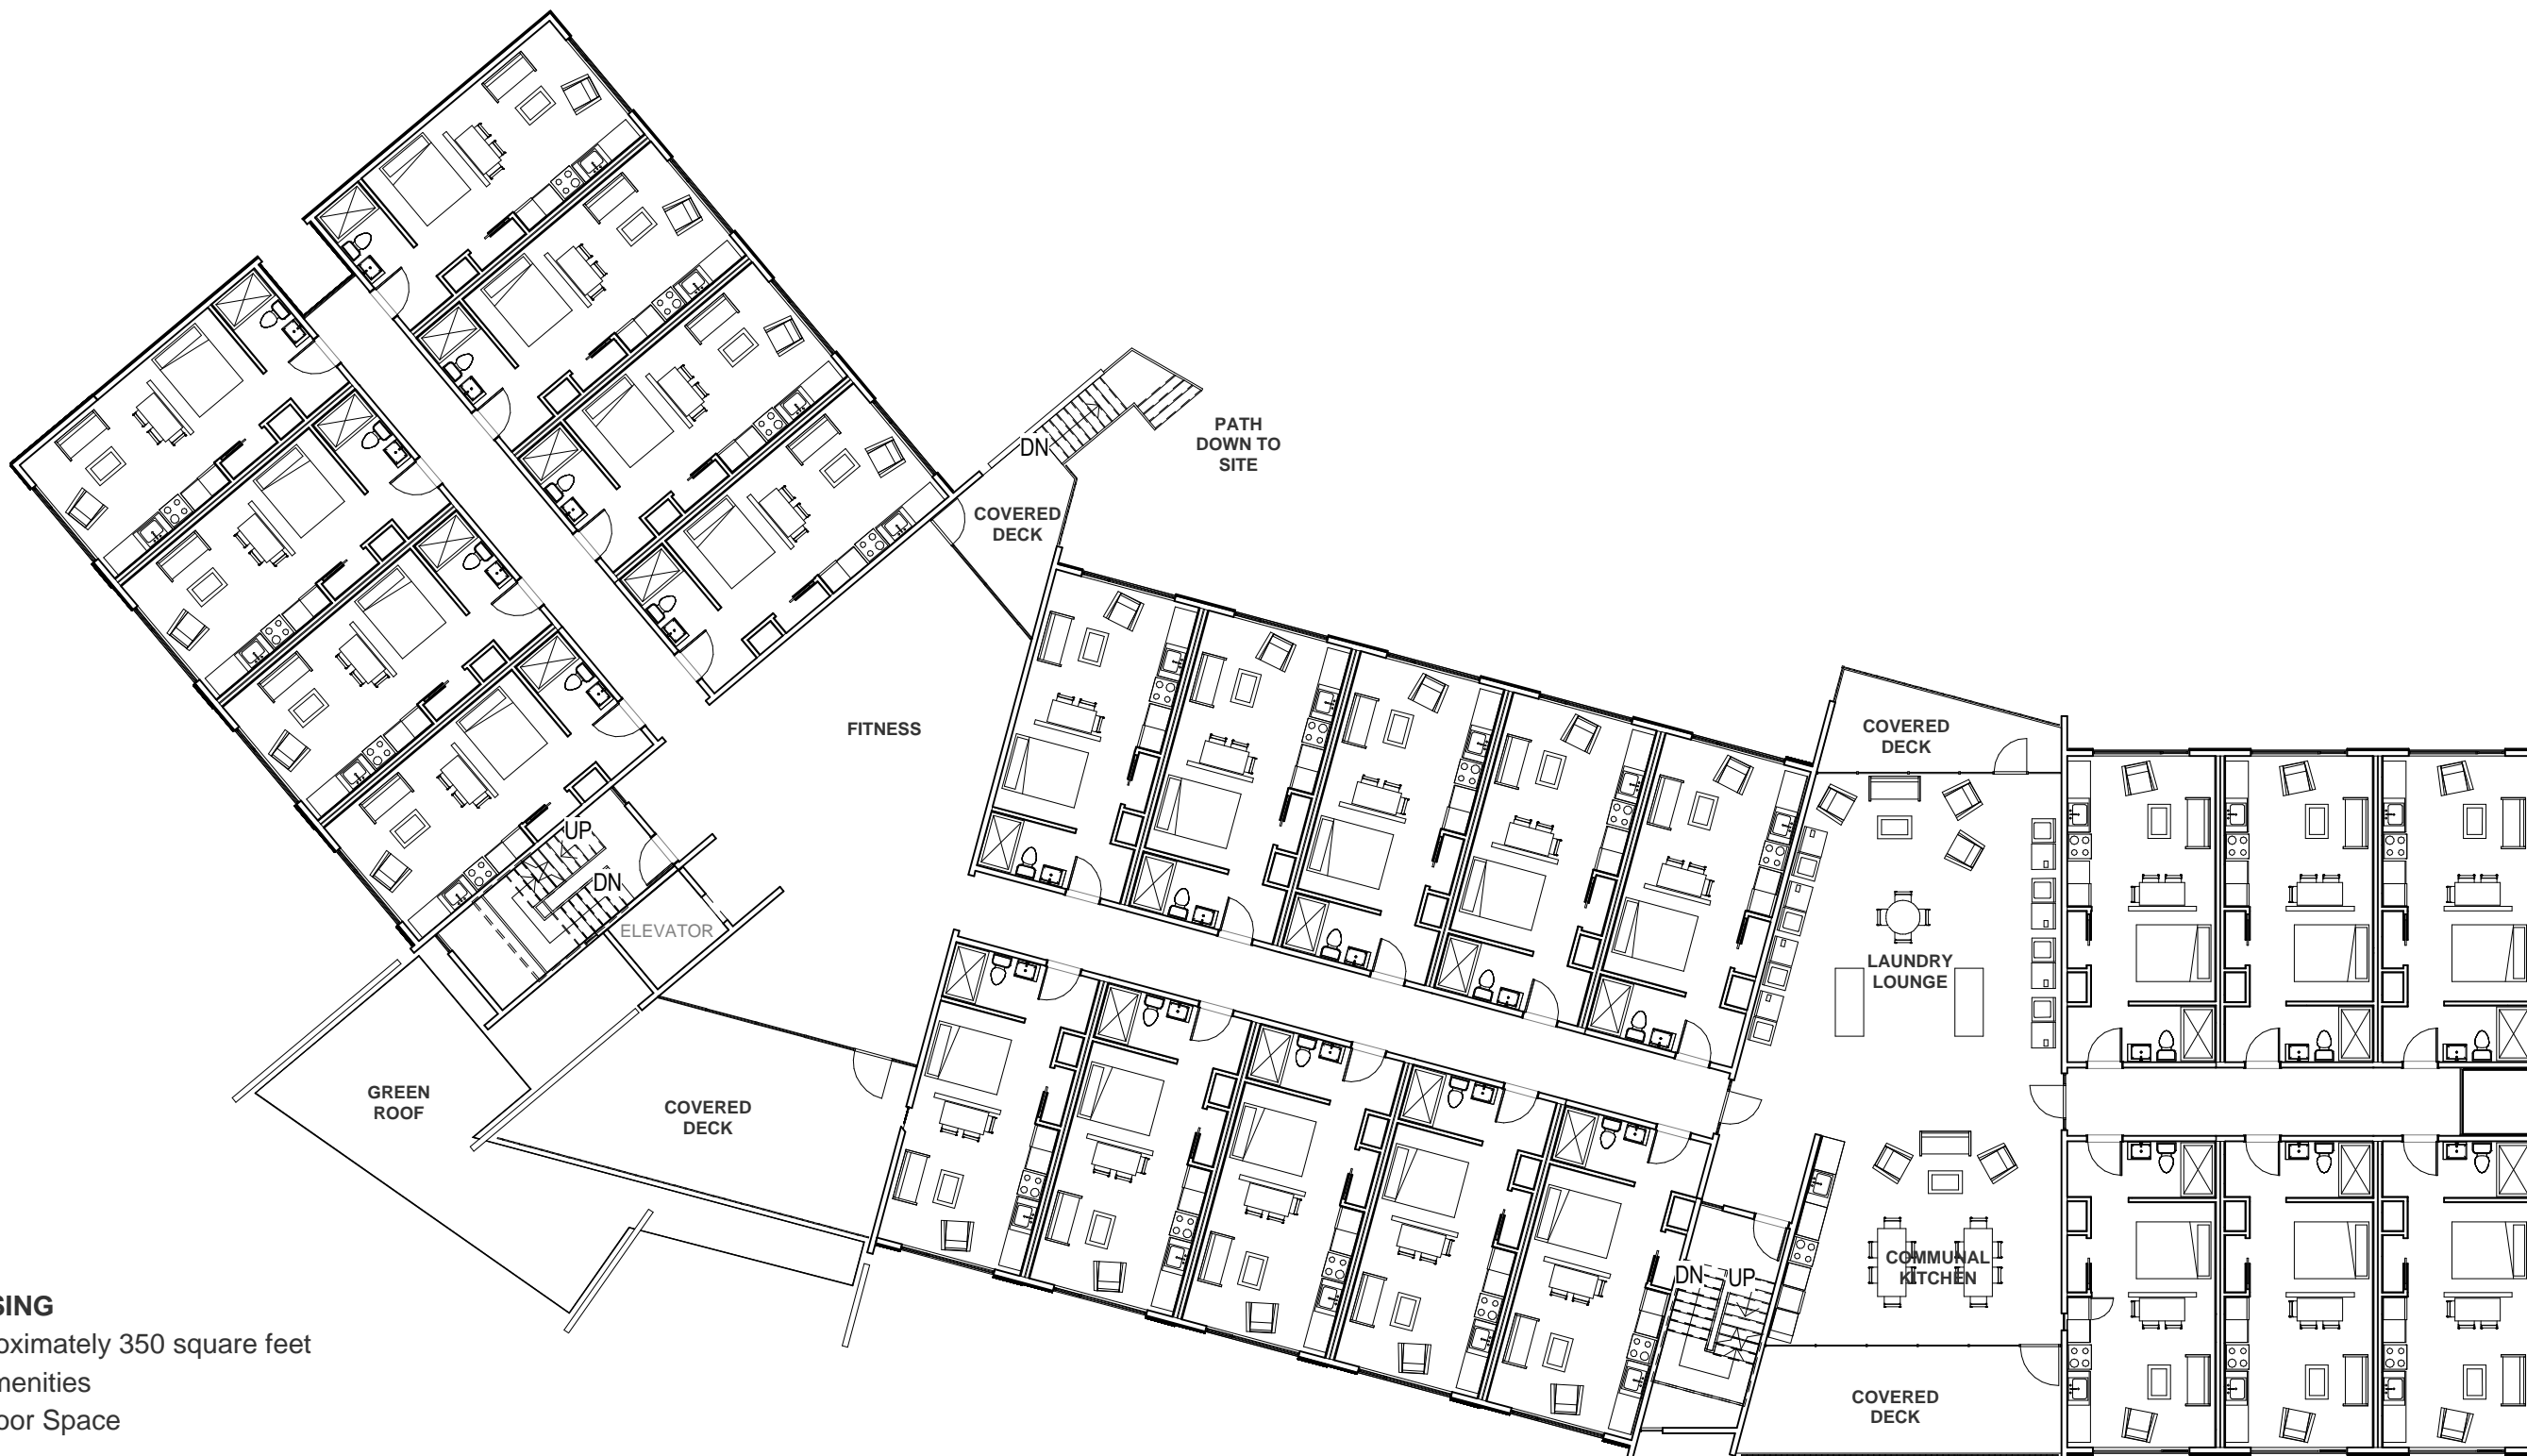 PATH
DOWN TO
SITE
DN
COVERED
DECK
FITNESS
COVERED
DECK
UP
DN
ELEVATOR
LAUNDRY
LOUNGE
GREEN
ROOF
COVERED
DECK
COMMUNAL
KITCHEN
DN
UP
COVERED
DECK
SING
oximately 350 square feet
menities
oor Space